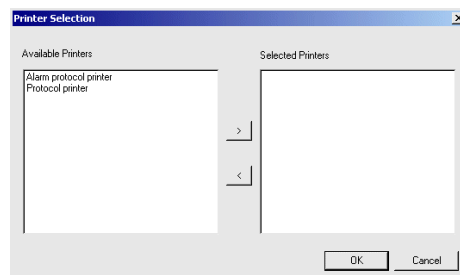 Printer Selection
Available Printers
Selected Printers
Alarm protocol printer
Protocol printer
>
<
OK
Cancel